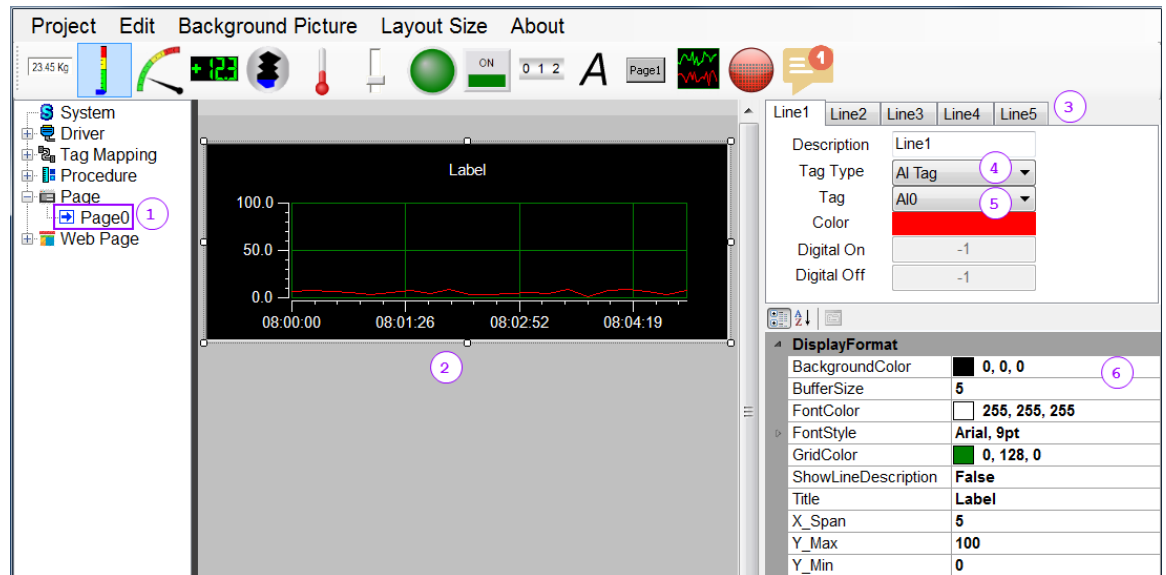 Project Edit Background Picture Layout Size About
23.45 Kg
+12.3
ON
0 1 2
A
Page1
1
System
Driver
Tag Mapping
Procedure
Page
Page0
1
Web Page
Label
100.0
50.0
0.0
08:00:00 08:01:26 08:02:52 08:04:19
2
Line1 Line2 Line3 Line4 Line5
3
Description Line1
Tag Type AI Tag
4
Tag AI0
5
Color
Digital On -1
Digital Off -1
DisplayFormat
BackgroundColor 0, 0, 0
6
BufferSize 5
FontColor 255, 255, 255
FontStyle Arial, 9pt
GridColor 0, 128, 0
ShowLineDescription False
Title Label
X_Span 5
Y_Max 100
Y_Min 0